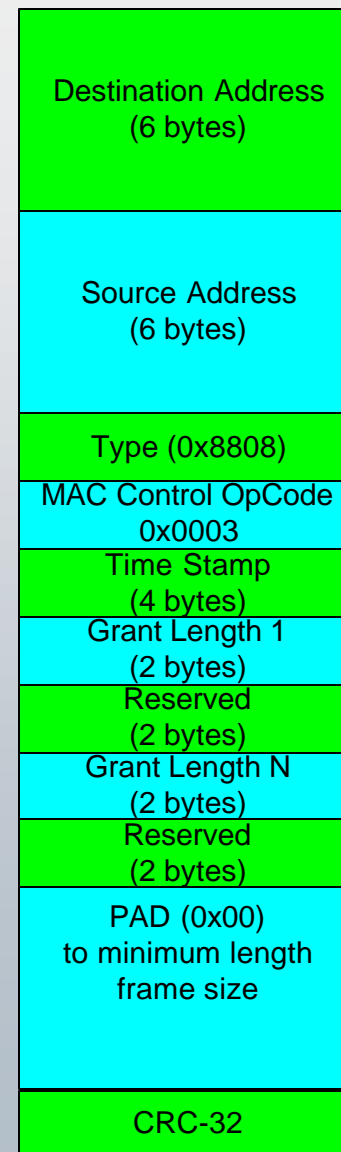 Destination Address
(6 bytes)
Source Address
(6 bytes)
Type (0x8808)
MAC Control OpCode
0x0003
Time Stamp
(4 bytes)
Grant Length 1
(2 bytes)
Reserved
(2 bytes)
Grant Length N
(2 bytes)
Reserved
(2 bytes)
PAD (0x00)
to minimum length
frame size
CRC-32